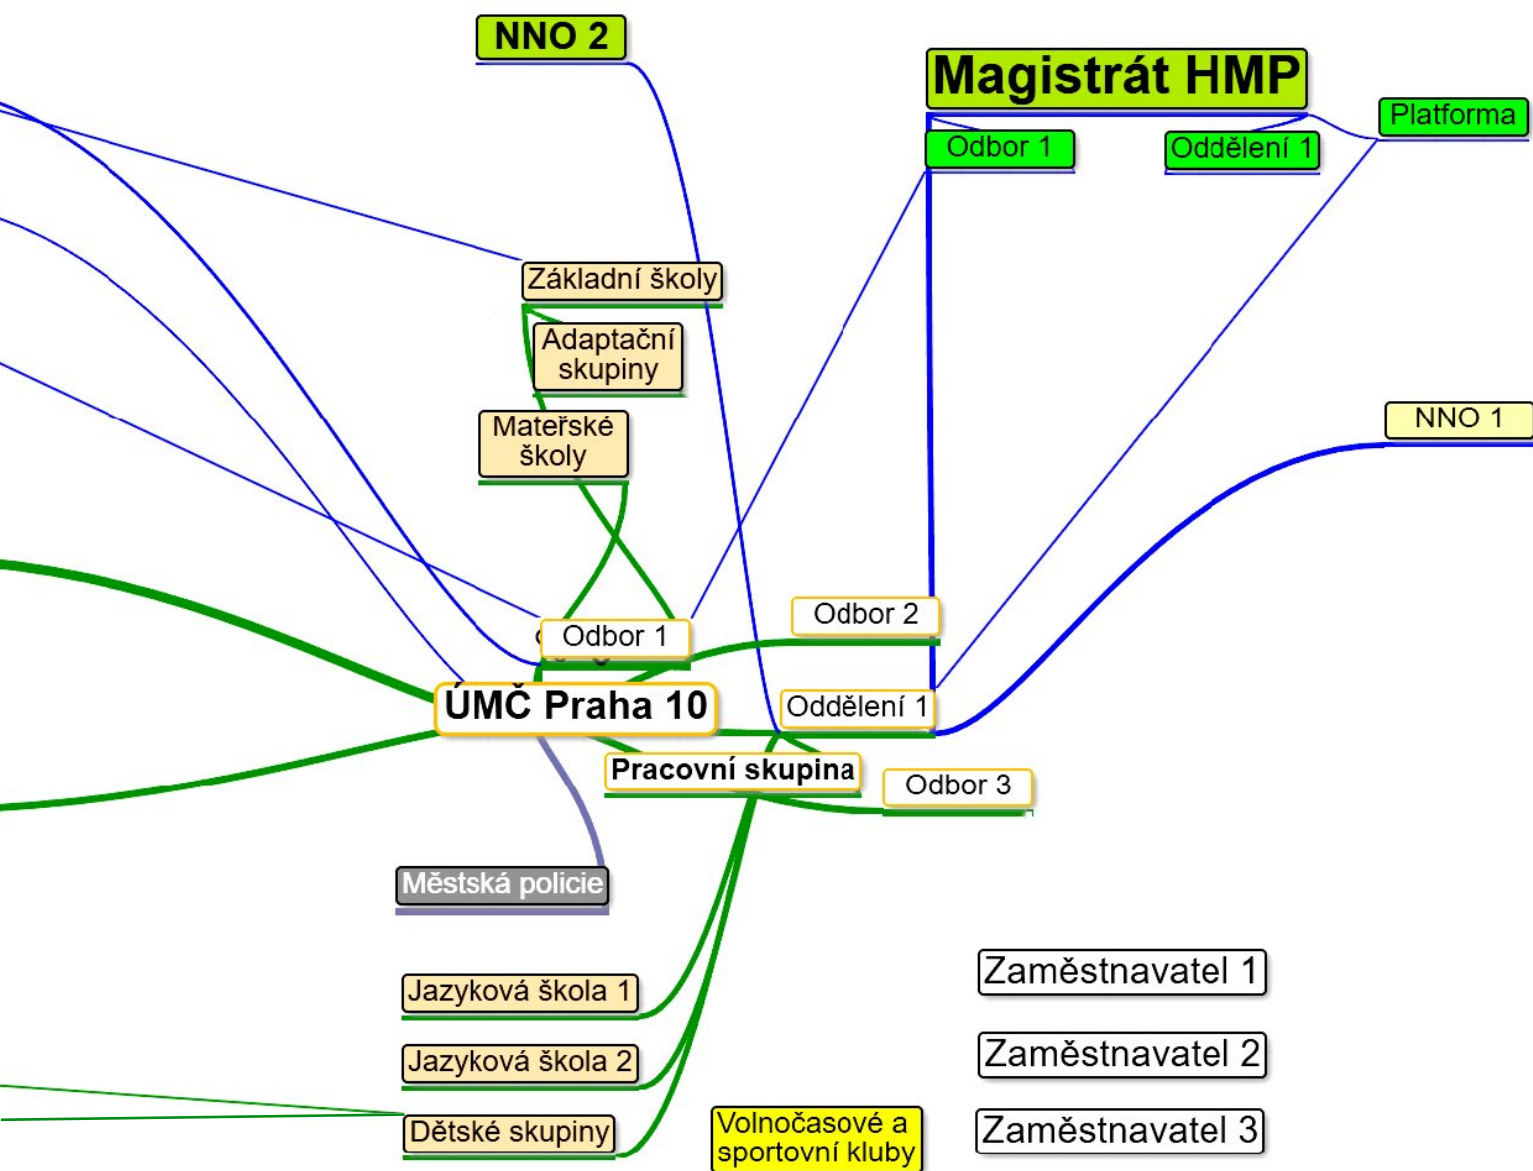 NNO 2
Magistrát HMP
Platforma
Odbor 1
Oddělení 1
Základní školy
Adaptační
skupiny
Mateřské
školy
NNO 1
Odbor 2
Odbor 1
ÚMČ Praha 10
Oddělení 1
Pracovní skupina
Odbor 3
Městská policie
Jazyková škola 1
Jazyková škola 2
Dětské skupiny
Zaměstnavatel 1
Zaměstnavatel 2
Zaměstnavatel 3
Volnočasové a
sportovní kluby